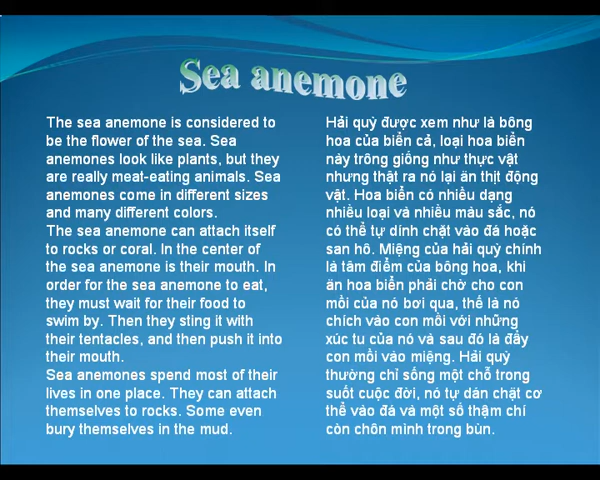 Sea anemone
The sea anemone is considered to
be the flower of the sea. Sea
anemones look like plants, but they
are really meat-eating animals. Sea
anemones come in different sizes
and many different colors.
The sea anemone can attach itself
to rocks or coral. In the center of
the sea anemone is their mouth. In
order for the sea anemone to eat,
they must wait for their food to
swim by. Then they sting it with
their tentacles, and then push it into
their mouth.
Sea anemones spend most of their
lives in one place. They can attach
themselves to rocks. Some even
bury themselves in the mud.
Hải quỳ được xem như là bông
hoa của biển cả, loại hoa biển
này trông giống như thực vật
nhưng thật ra nó lại ăn thịt động
vật. Hoa biển có nhiều dạng
nhiều loại và nhiều màu sắc, nó
có thể tự dính chặt vào đá hoặc
san hô. Miệng của hải quỳ chính
là tâm điểm của bông hoa, khi
ăn hoa biển phải chờ cho con
mồi của nó bơi qua, thế là nó
chích vào con mồi với những
xúc tu của nó và sau đó là đẩy
con mồi vào miệng. Hải quỳ
thường chỉ sống một chỗ trong
suốt cuộc đời, nó tự dán chặt cơ
thể vào đá và một số thậm chí
còn chôn mình trong bùn.